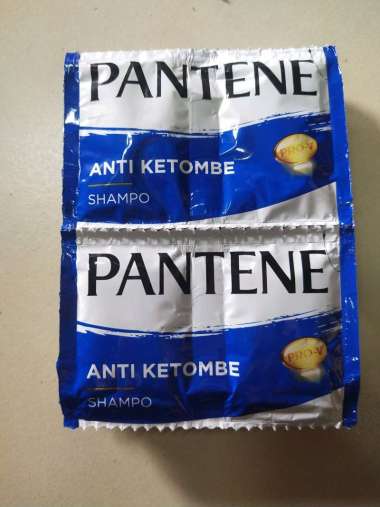 PANTENE
PRO-V
ANTI KETOMBE
SHAMPO
PANTENE
PRO-V
ANTI KETOMBE
SHAMPO